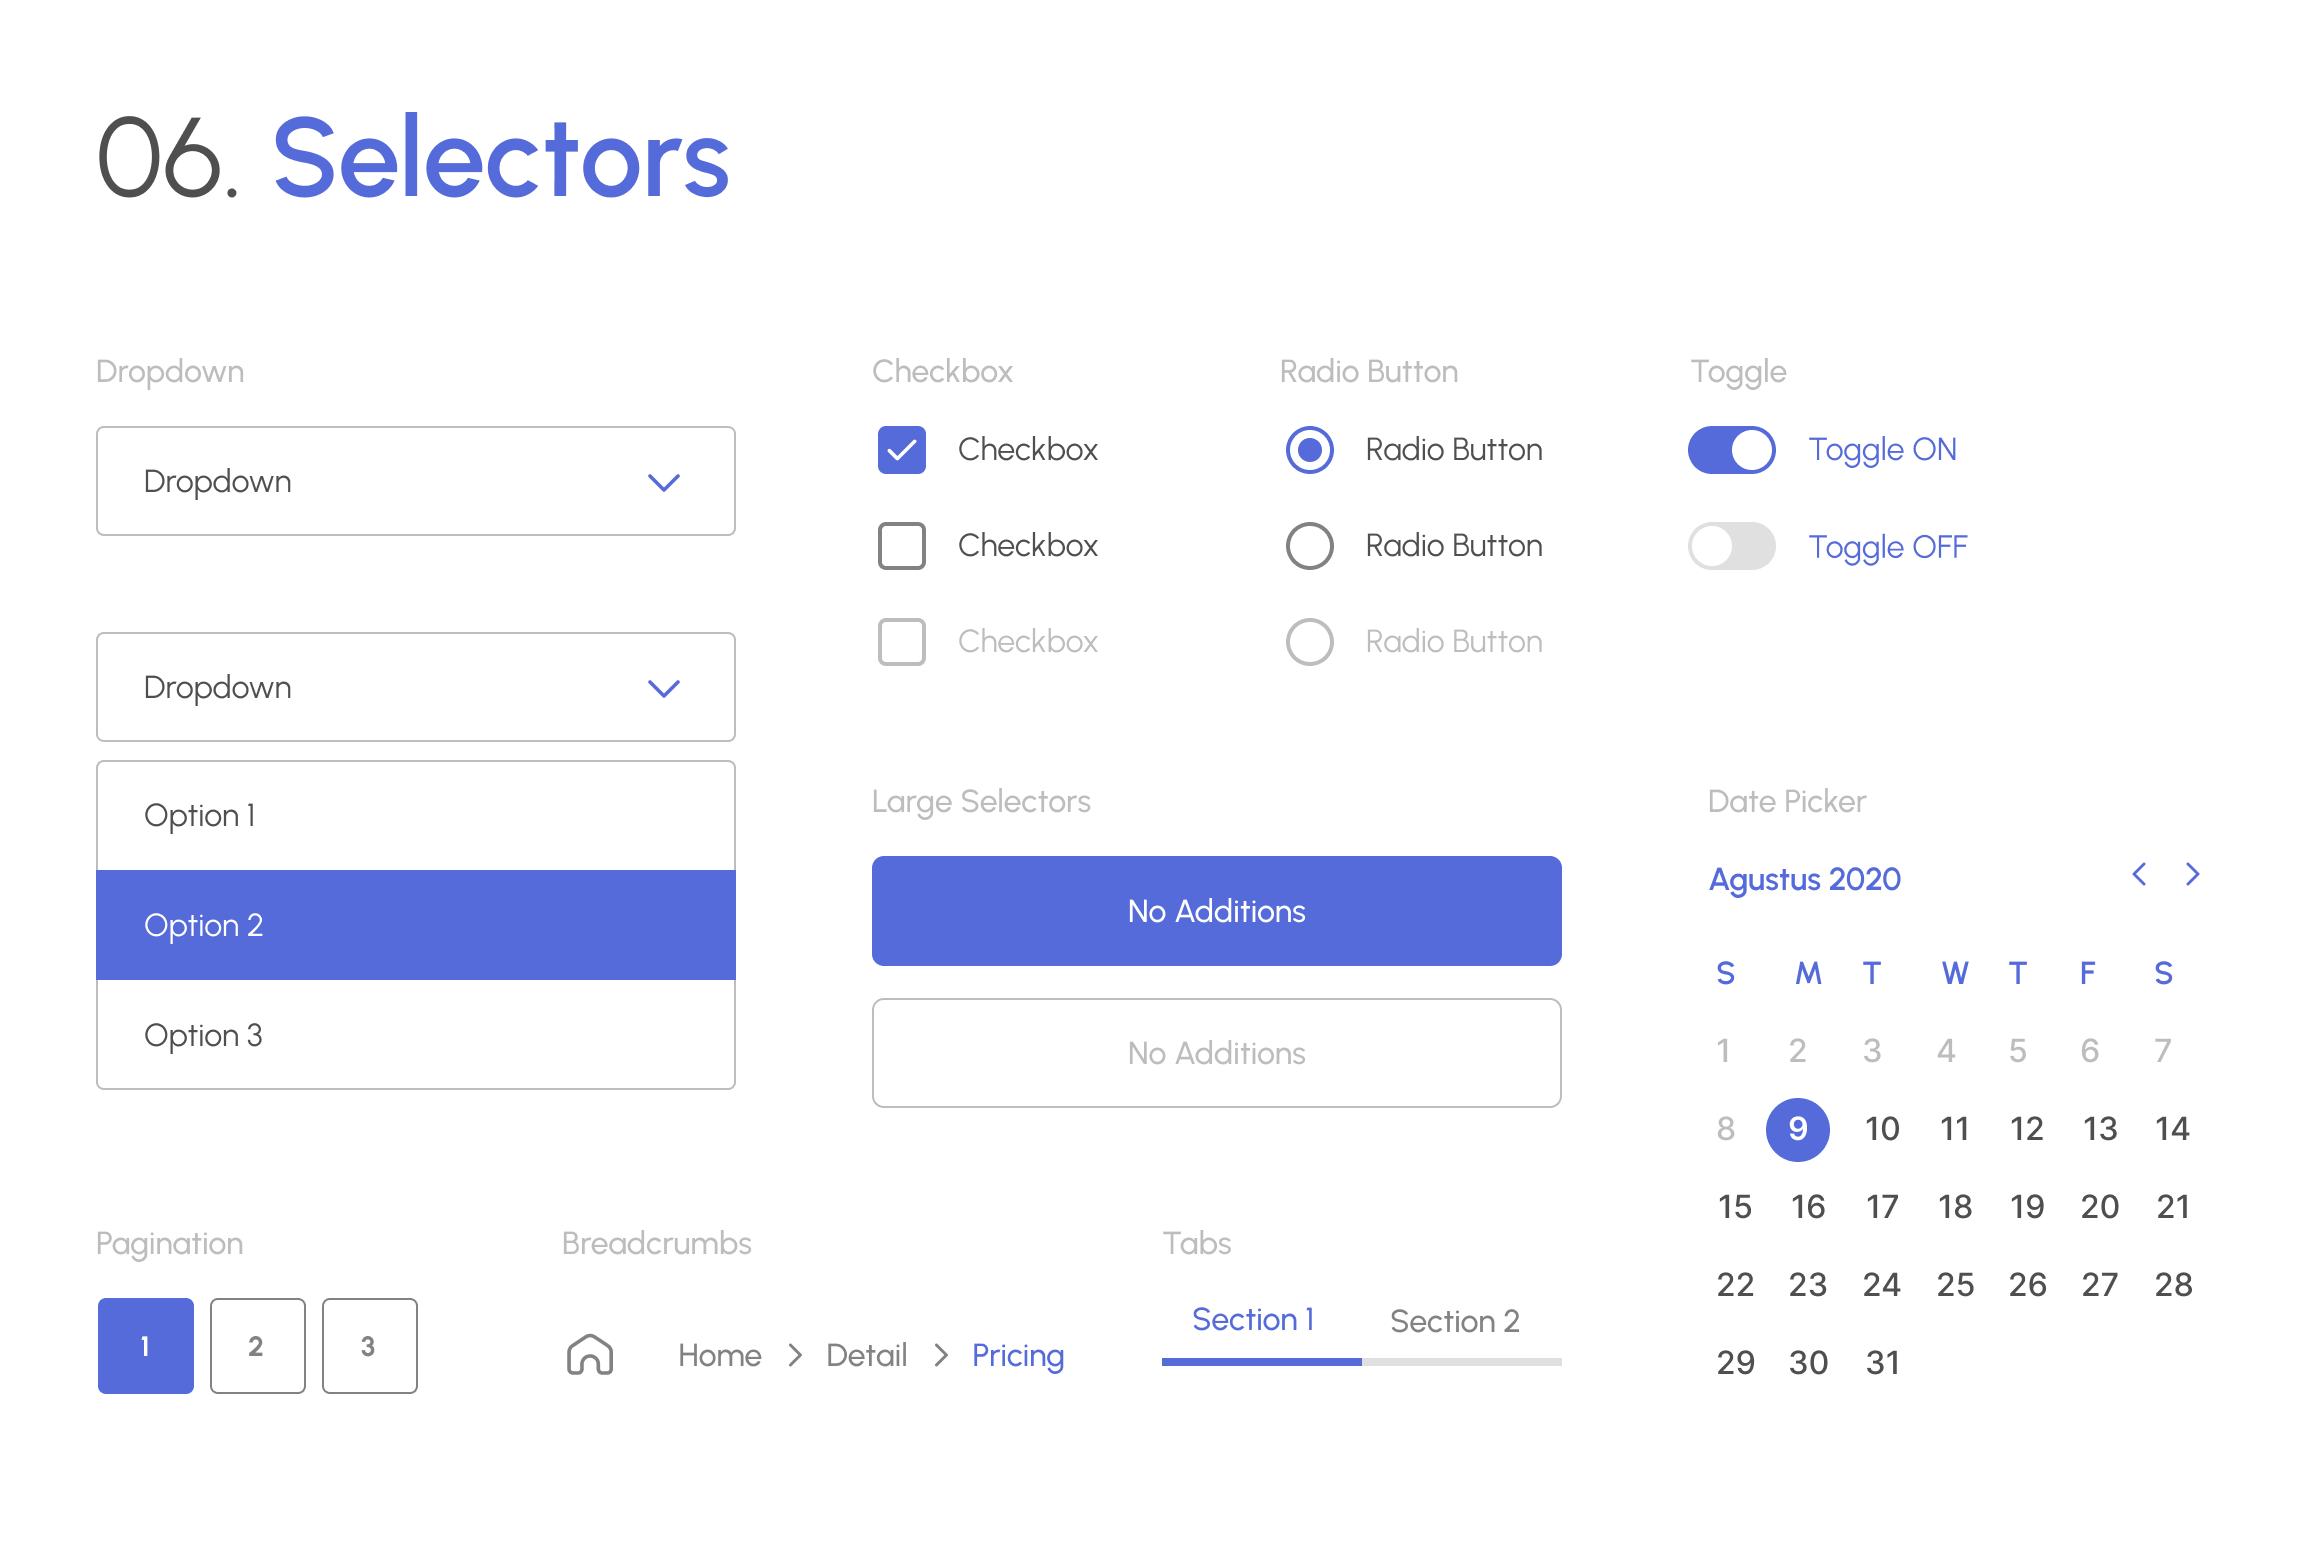 06. Selectors
Dropdown
Dropdown
Dropdown
Option 1
Option 2
Option 3
Checkbox
Checkbox
Checkbox
Checkbox
Radio Button
Radio Button
Radio Button
Radio Button
Toggle
Toggle ON
Toggle OFF
Large Selectors
No Additions
No Additions
Date Picker
Agustus 2020
S M T W T F S
1 2 3 4 5 6 7
8 9 10 11 12 13 14
15 16 17 18 19 20 21
22 23 24 25 26 27 28
29 30 31
Pagination
1 2 3
Breadcrumbs
Home > Detail > Pricing
Tabs
Section 1 Section 2